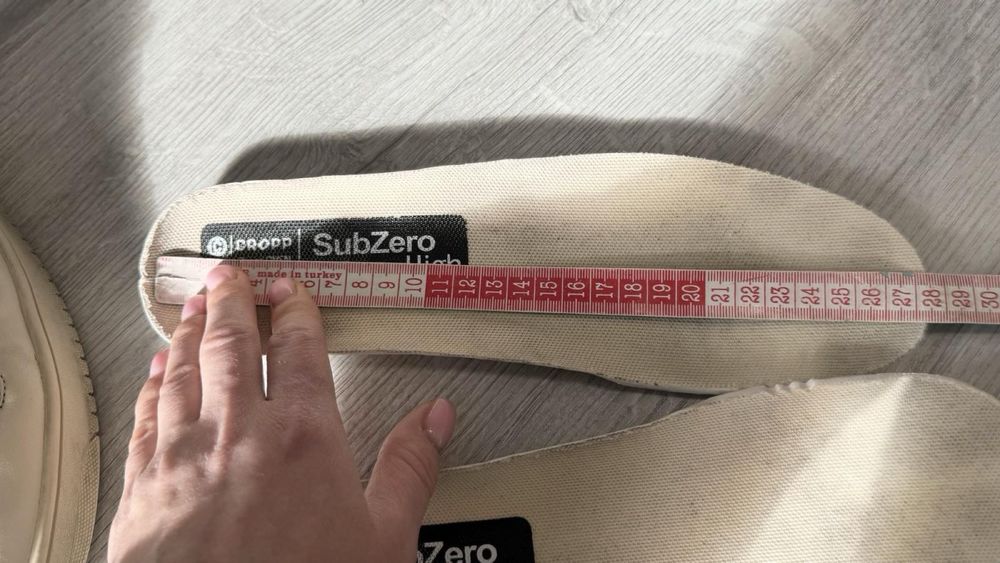 © PROPP
SubZero
High
made in turkey
7 8 9 10 11 12 13 14 15 16 17 18 19 20 21 22 23 24 25 26 27 28 29 30
Zero